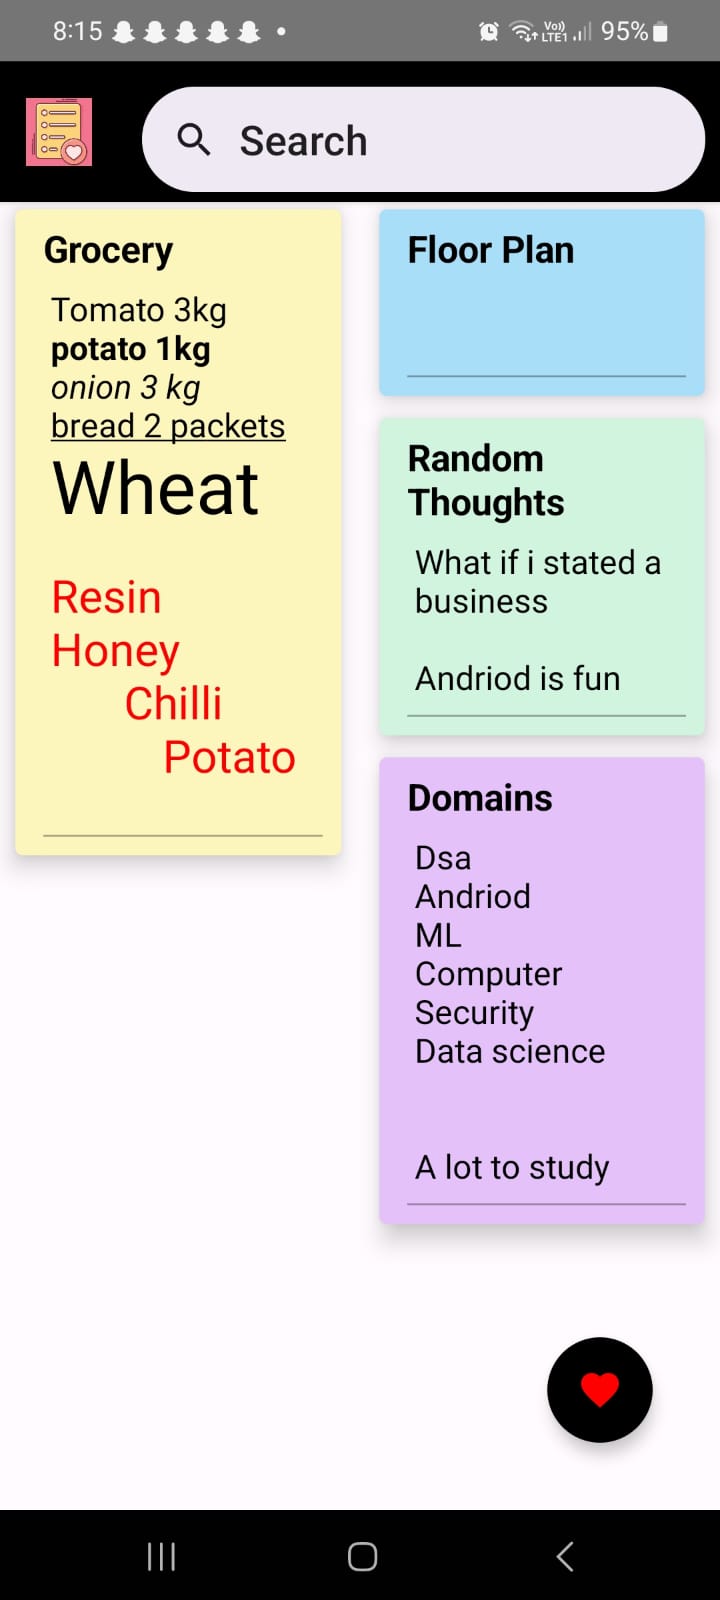 8:15
Vo))
LTE1
95%
Search
Grocery
Tomato 3kg
potato 1kg
onion 3 kg
bread 2 packets
Wheat
Resin
Honey
Chilli
Potato
Floor Plan
Random
Thoughts
What if i stated a
business
Andriod is fun
Domains
Dsa
Andriod
ML
Computer
Security
Data science
A lot to study